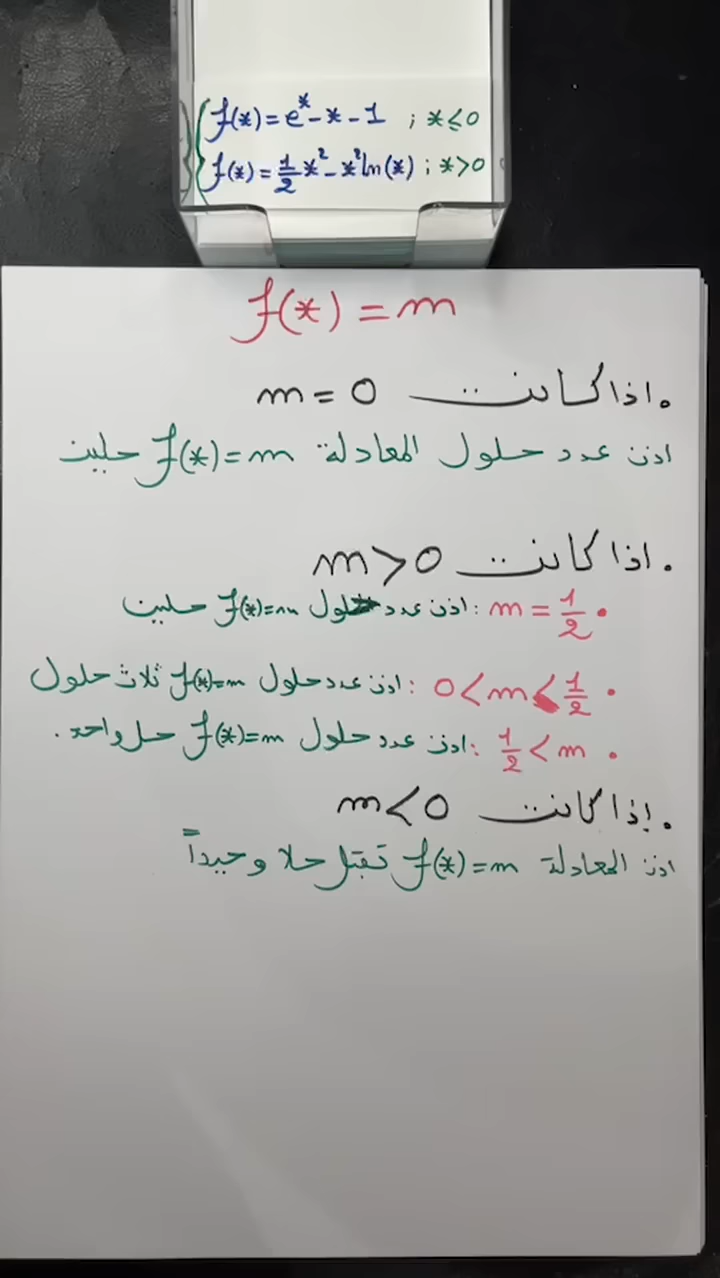 f(x) = e^x - x - 1 ; x ≤ 0
f(x) = 1/2 x² - x² ln(x) ; x > 0
f(x) = m
. اذا كانت m = 0
اذن عدد حلول المعادلة f(x) = m حلين
. اذا كانت m > 0
• m = 1/2 : اذن عدد حلول f(x) = m حلين
• 0 < m < 1/2 : اذن عدد حلول f(x) = m ثلاث حلول
• 1/2 < m : اذن عدد حلول f(x) = m حل واحد .
. إذا كانت m < 0
اذن المعادلة f(x) = m تقبل حلا وحيداً